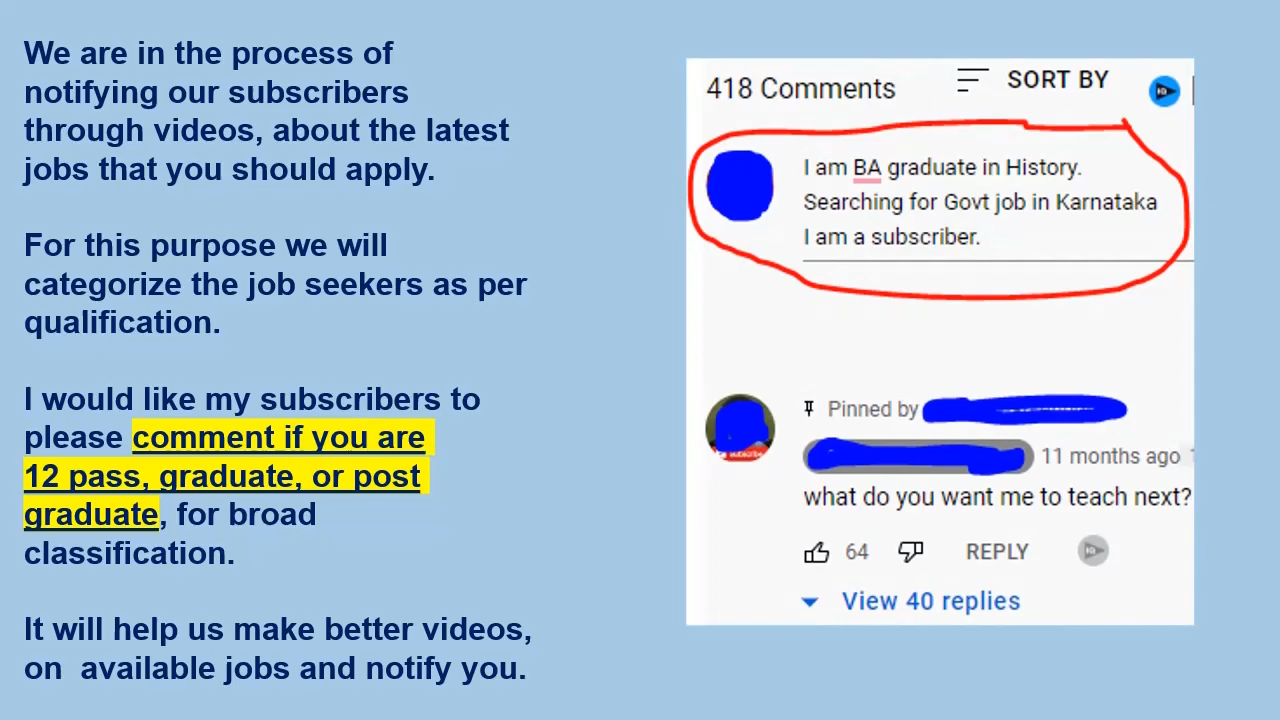 We are in the process of
notifying our subscribers
through videos, about the latest
jobs that you should apply.
For this purpose we will
categorize the job seekers as per
qualification.
I would like my subscribers to
please comment if you are
12 pass, graduate, or post
graduate, for broad
classification.
It will help us make better videos,
on  available jobs and notify you.
418 Comments
SORT BY
I am BA graduate in History.
Searching for Govt job in Karnataka
I am a subscriber.
Pinned by
11 months ago
what do you want me to teach next?
64
REPLY
View 40 replies